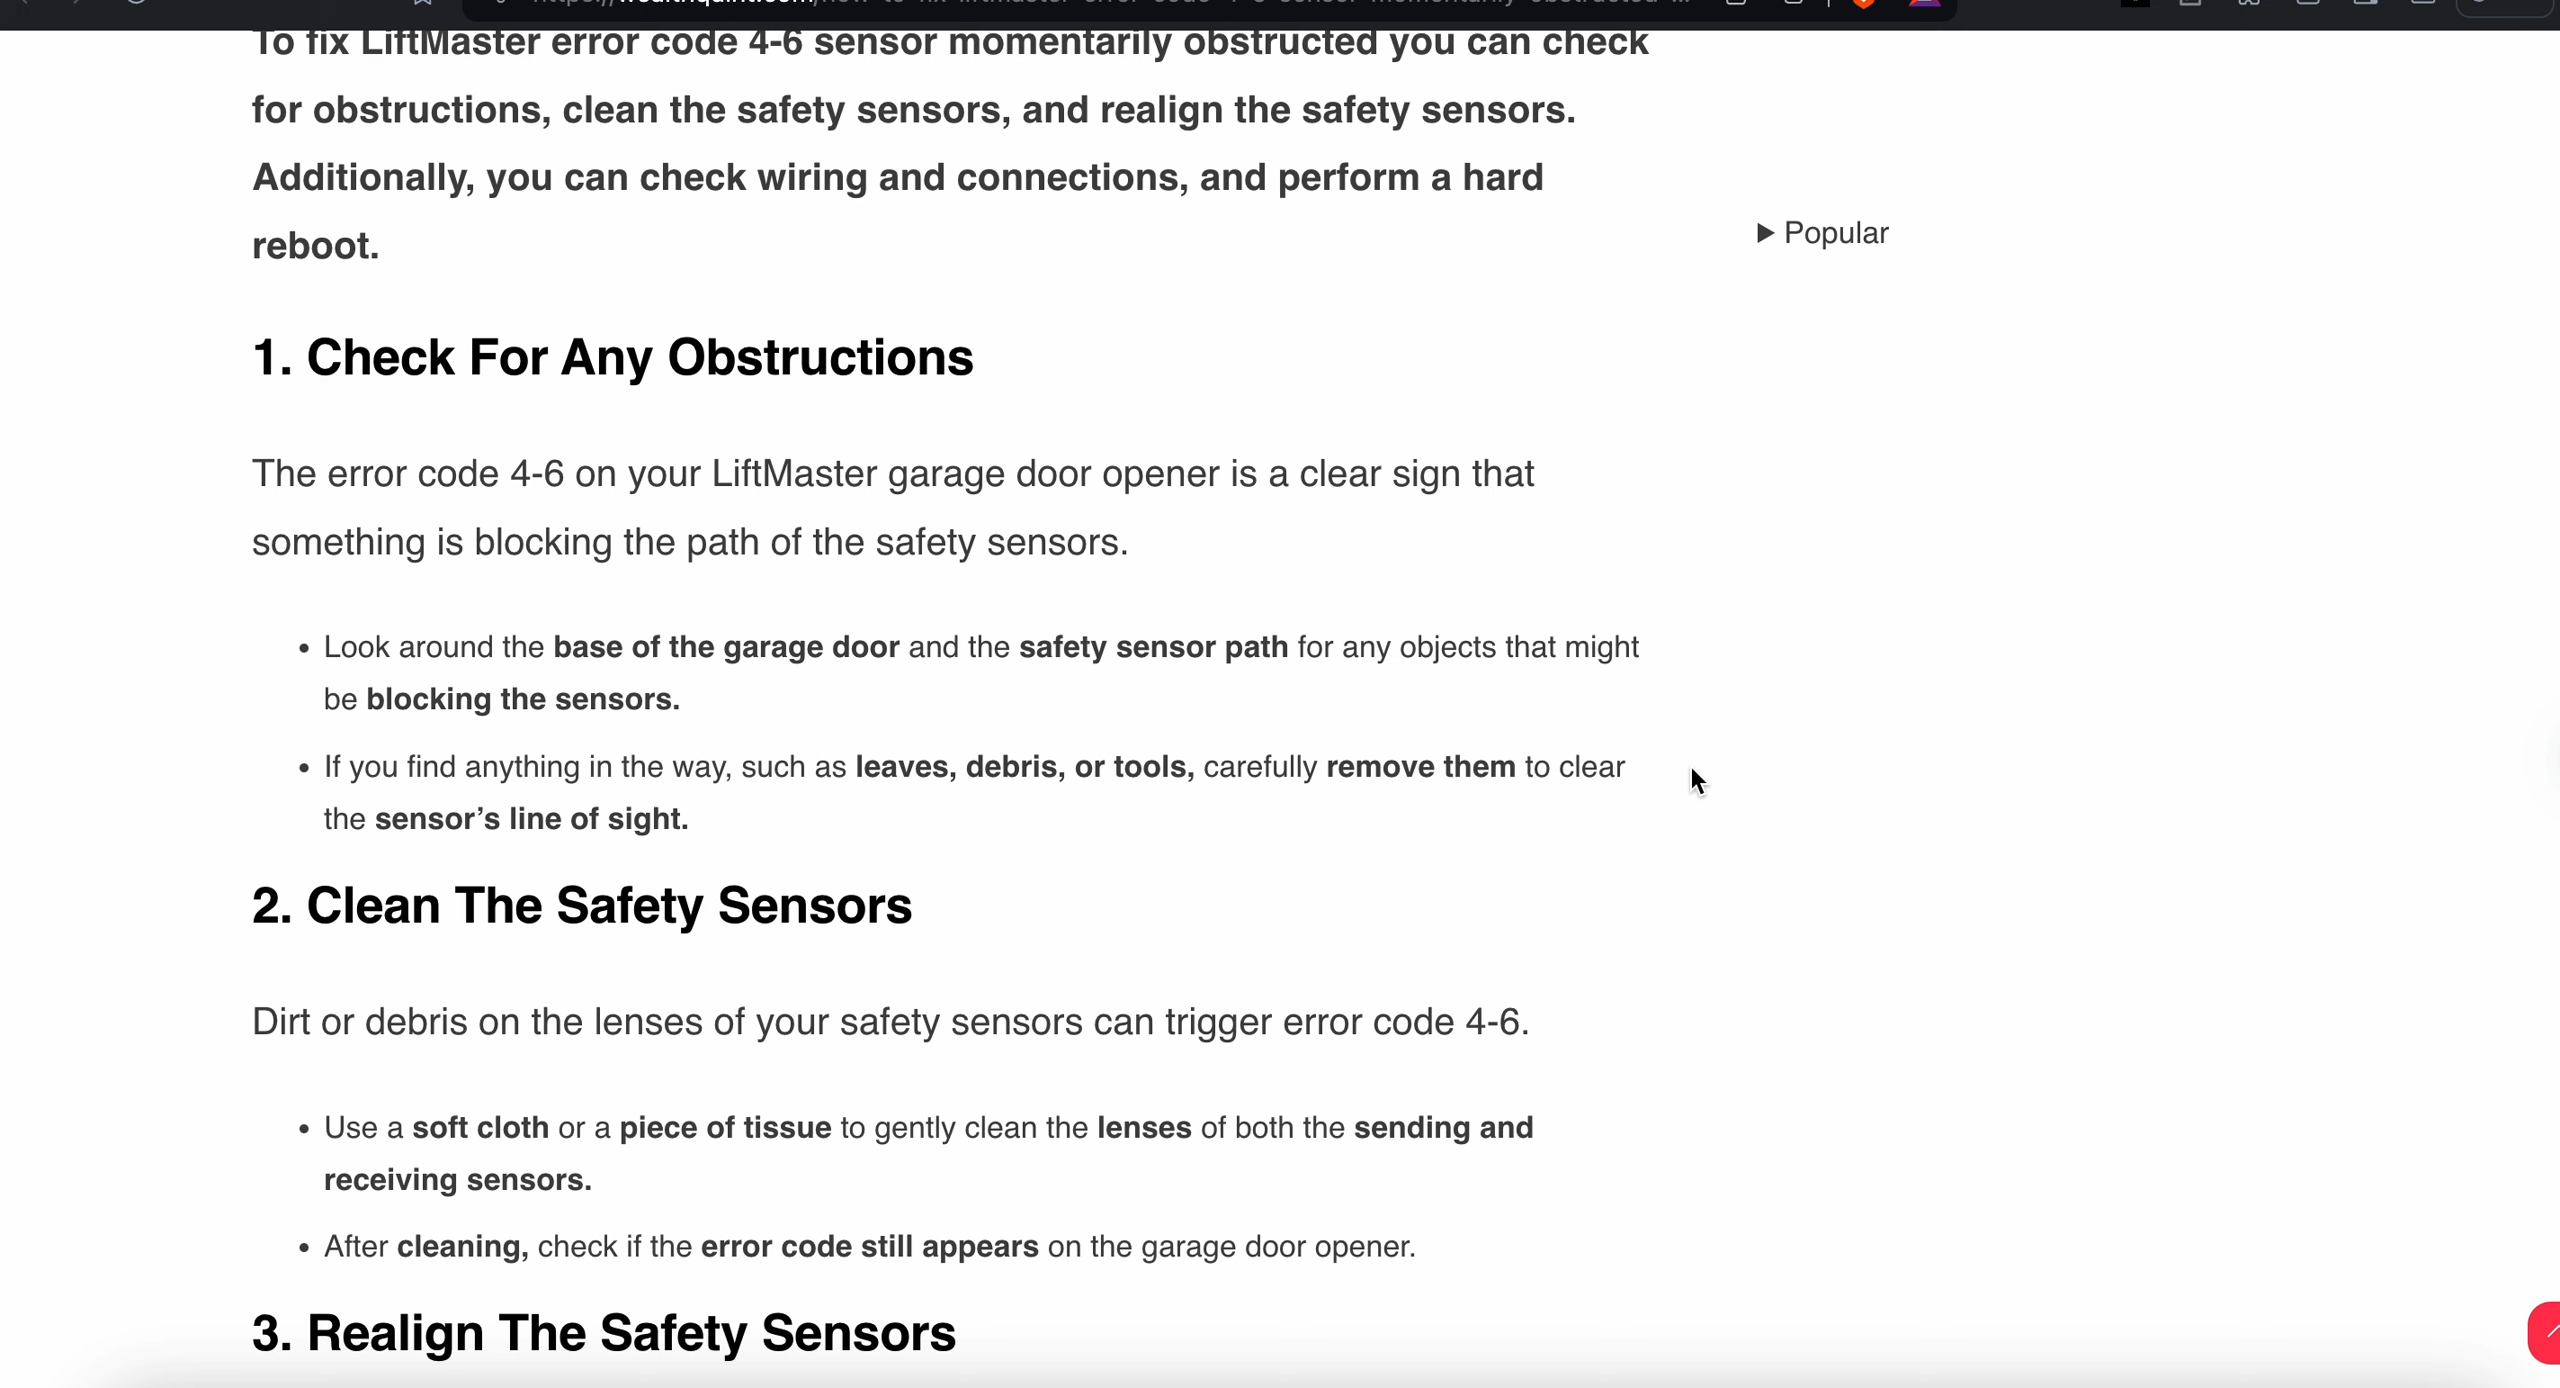 To fix LiftMaster error code 4-6 sensor momentarily obstructed you can check
for obstructions, clean the safety sensors, and realign the safety sensors.
Additionally, you can check wiring and connections, and perform a hard
reboot.
▶ Popular
1. Check For Any Obstructions
The error code 4-6 on your LiftMaster garage door opener is a clear sign that
something is blocking the path of the safety sensors.
• Look around the base of the garage door and the safety sensor path for any objects that might
be blocking the sensors.
• If you find anything in the way, such as leaves, debris, or tools, carefully remove them to clear
the sensor’s line of sight.
2. Clean The Safety Sensors
Dirt or debris on the lenses of your safety sensors can trigger error code 4-6.
• Use a soft cloth or a piece of tissue to gently clean the lenses of both the sending and
receiving sensors.
• After cleaning, check if the error code still appears on the garage door opener.
3. Realign The Safety Sensors